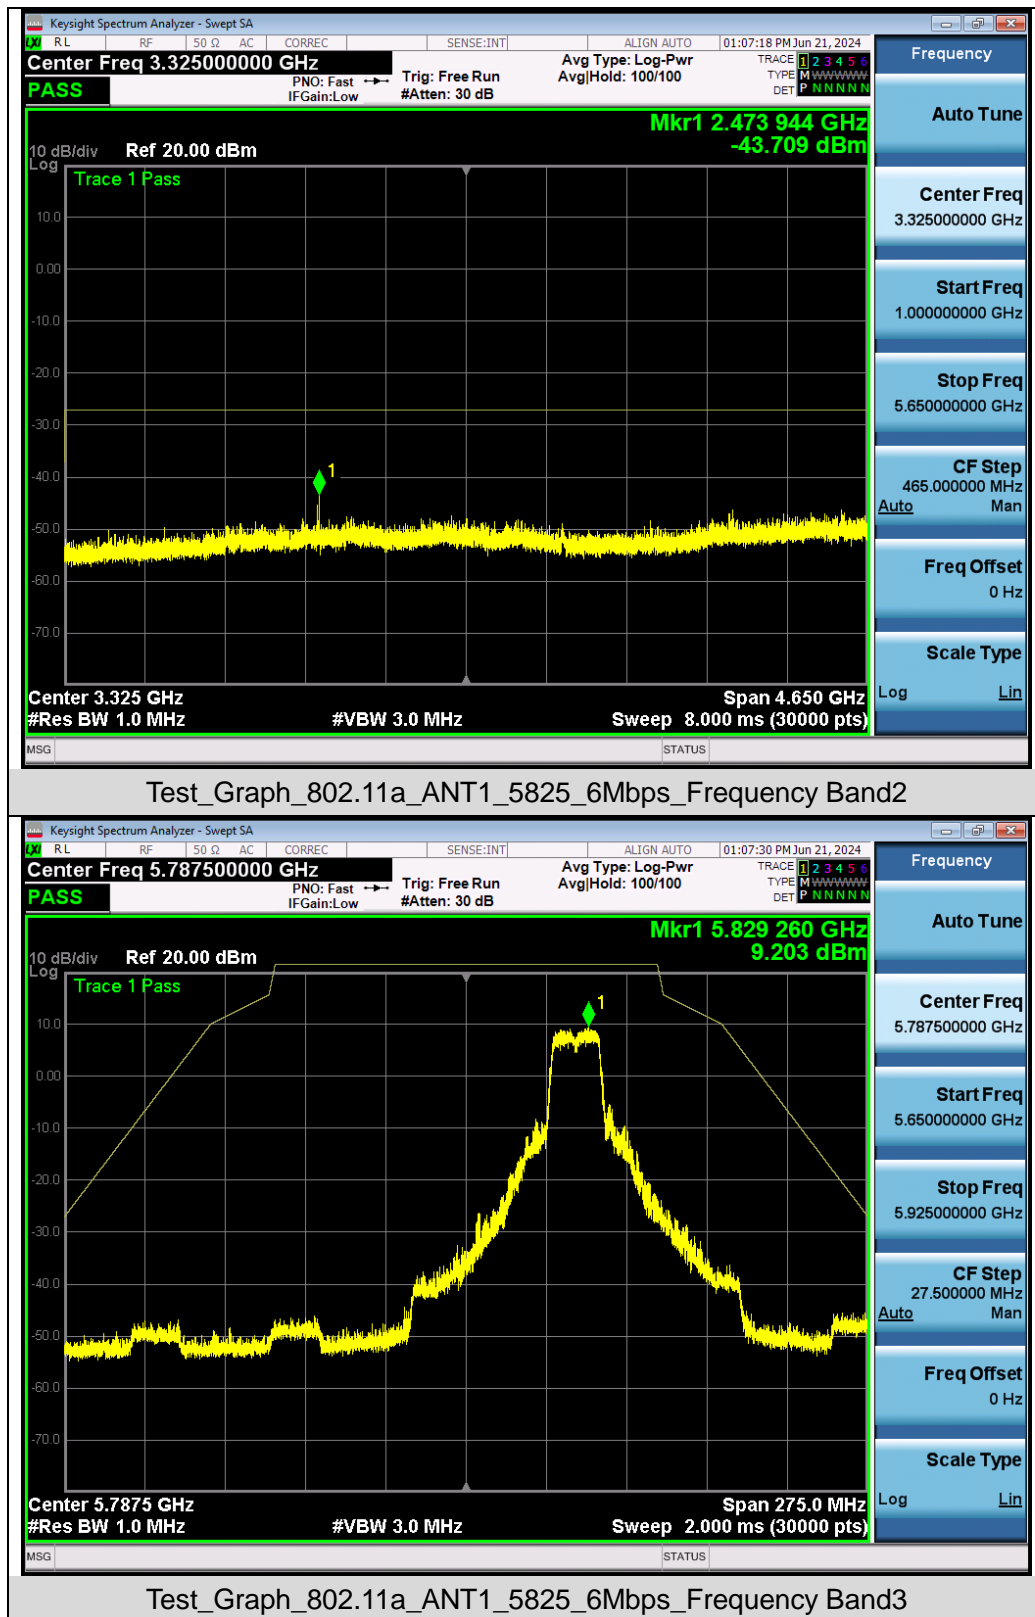 Keysight Spectrum Analyzer - Swept SA
LXI RL RF 50 Ω AC CORREC SENSE:INT ALIGN AUTO 01:07:18 PM Jun 21, 2024
Center Freq 3.325000000 GHz
PASS
PNO: Fast
IFGain:Low
Trig: Free Run
#Atten: 30 dB
Avg Type: Log-Pwr
Avg|Hold: 100/100
TRACE 1 2 3 4 5 6
TYPE M WWWWW
DET P N N N N N
Mkr1 2.473 944 GHz
-43.709 dBm
10 dB/div Ref 20.00 dBm
Log
Trace 1 Pass
10.0
0.00
-10.0
-20.0
-30.0
-40.0
-50.0
-60.0
-70.0
1
Center 3.325 GHz Span 4.650 GHz
#Res BW 1.0 MHz #VBW 3.0 MHz Sweep 8.000 ms (30000 pts)
MSG STATUS
Frequency
Auto Tune
Center Freq
3.325000000 GHz
Start Freq
1.000000000 GHz
Stop Freq
5.650000000 GHz
CF Step
465.000000 MHz
Auto Man
Freq Offset
0 Hz
Scale Type
Log Lin
Test_Graph_802.11a_ANT1_5825_6Mbps_Frequency Band2
Keysight Spectrum Analyzer - Swept SA
LXI RL RF 50 Ω AC CORREC SENSE:INT ALIGN AUTO 01:07:30 PM Jun 21, 2024
Center Freq 5.787500000 GHz
PASS
PNO: Fast
IFGain:Low
Trig: Free Run
#Atten: 30 dB
Avg Type: Log-Pwr
Avg|Hold: 100/100
TRACE 1 2 3 4 5 6
TYPE M WWWWW
DET P N N N N N
Mkr1 5.829 260 GHz
9.203 dBm
10 dB/div Ref 20.00 dBm
Log
Trace 1 Pass
10.0
0.00
-10.0
-20.0
-30.0
-40.0
-50.0
-60.0
-70.0
1
Center 5.7875 GHz Span 275.0 MHz
#Res BW 1.0 MHz #VBW 3.0 MHz Sweep 2.000 ms (30000 pts)
MSG STATUS
Frequency
Auto Tune
Center Freq
5.787500000 GHz
Start Freq
5.650000000 GHz
Stop Freq
5.925000000 GHz
CF Step
27.500000 MHz
Auto Man
Freq Offset
0 Hz
Scale Type
Log Lin
Test_Graph_802.11a_ANT1_5825_6Mbps_Frequency Band3